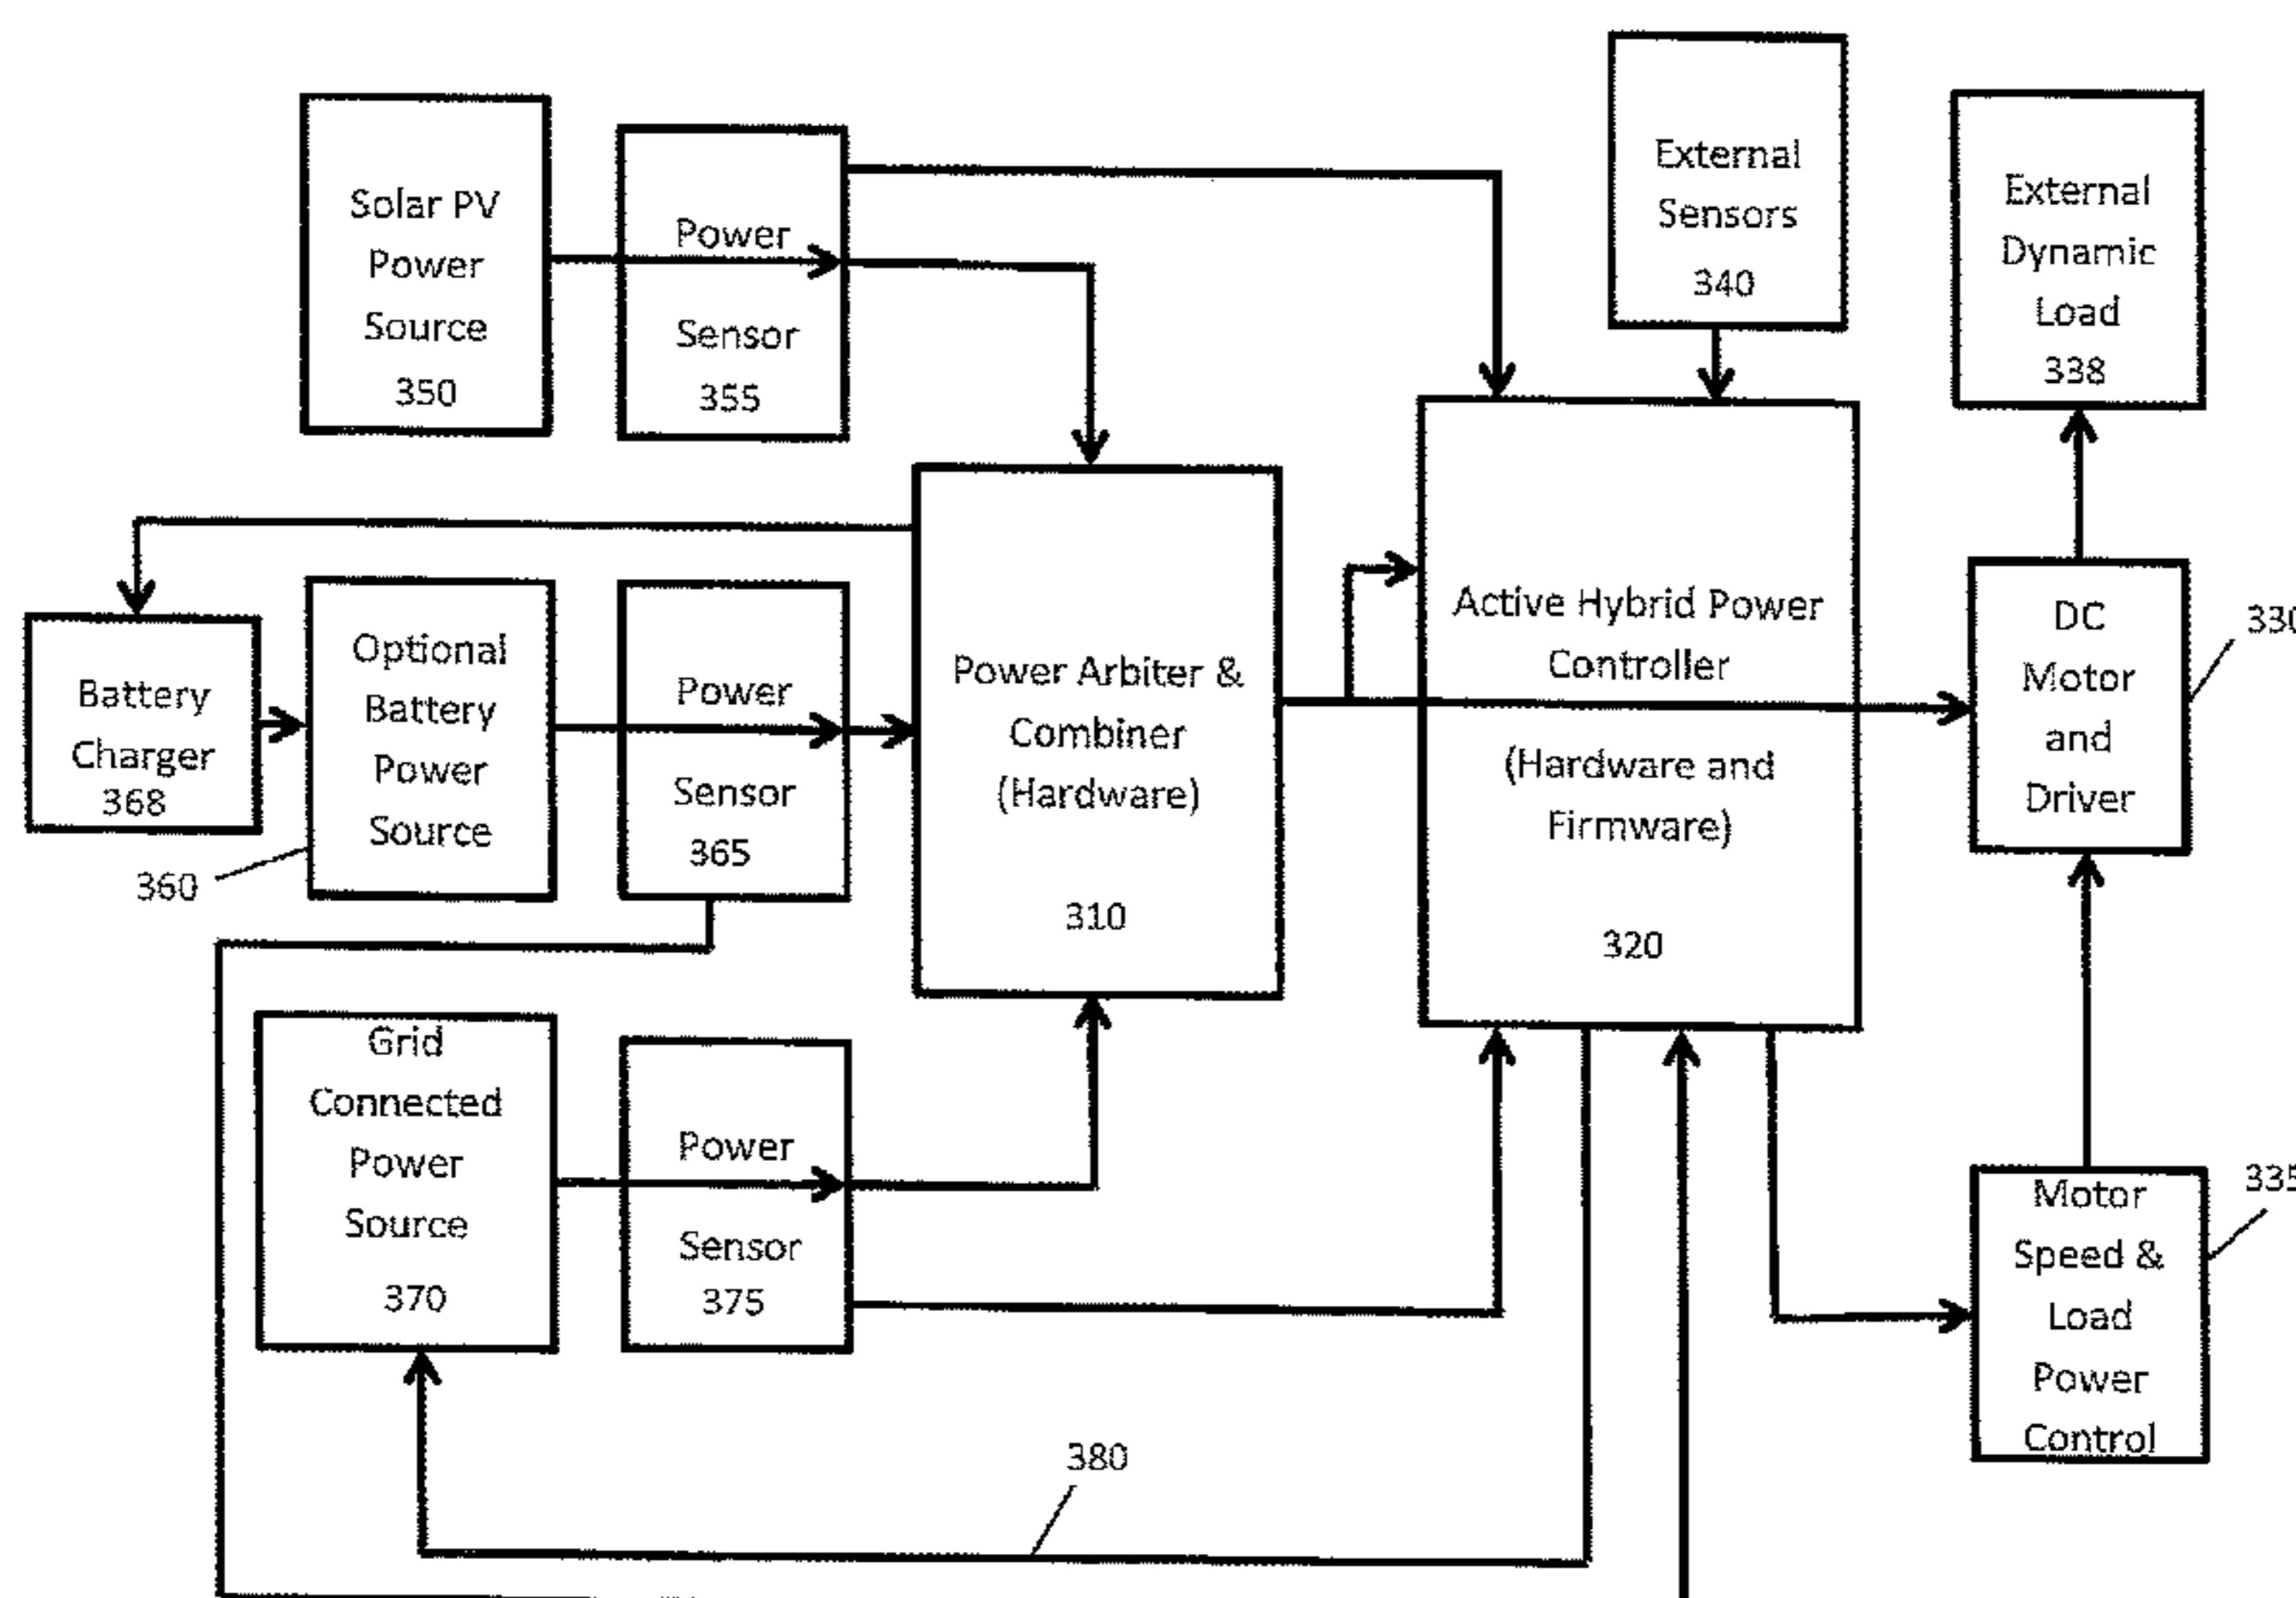 Solar PV
Power
Source
350
Power
Sensor
355
External
Sensors
340
External
Dynamic
Load
338
Battery
Charger
368
Optional
Battery
Power
Source
360
Power
Sensor
365
Power Arbiter &
Combiner
(Hardware)
310
Active Hybrid Power
Controller
(Hardware and
Firmware)
320
DC
Motor
and
Driver
330
Grid
Connected
Power
Source
370
Power
Sensor
375
Motor
Speed &
Load
Power
Control
335
380